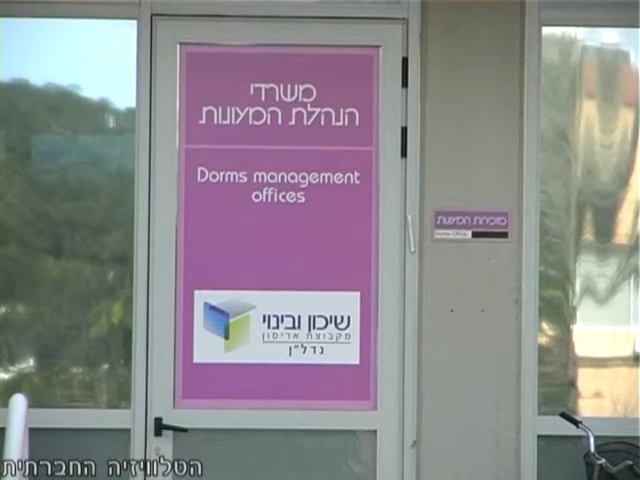 משרדי
הנהלת המעונות
Dorms management
offices
שיכון ובינוי
מקבוצת אריסון
נדל"ן
מזכירות המעונות
Dorms Office
הטלוויזיה החברתית